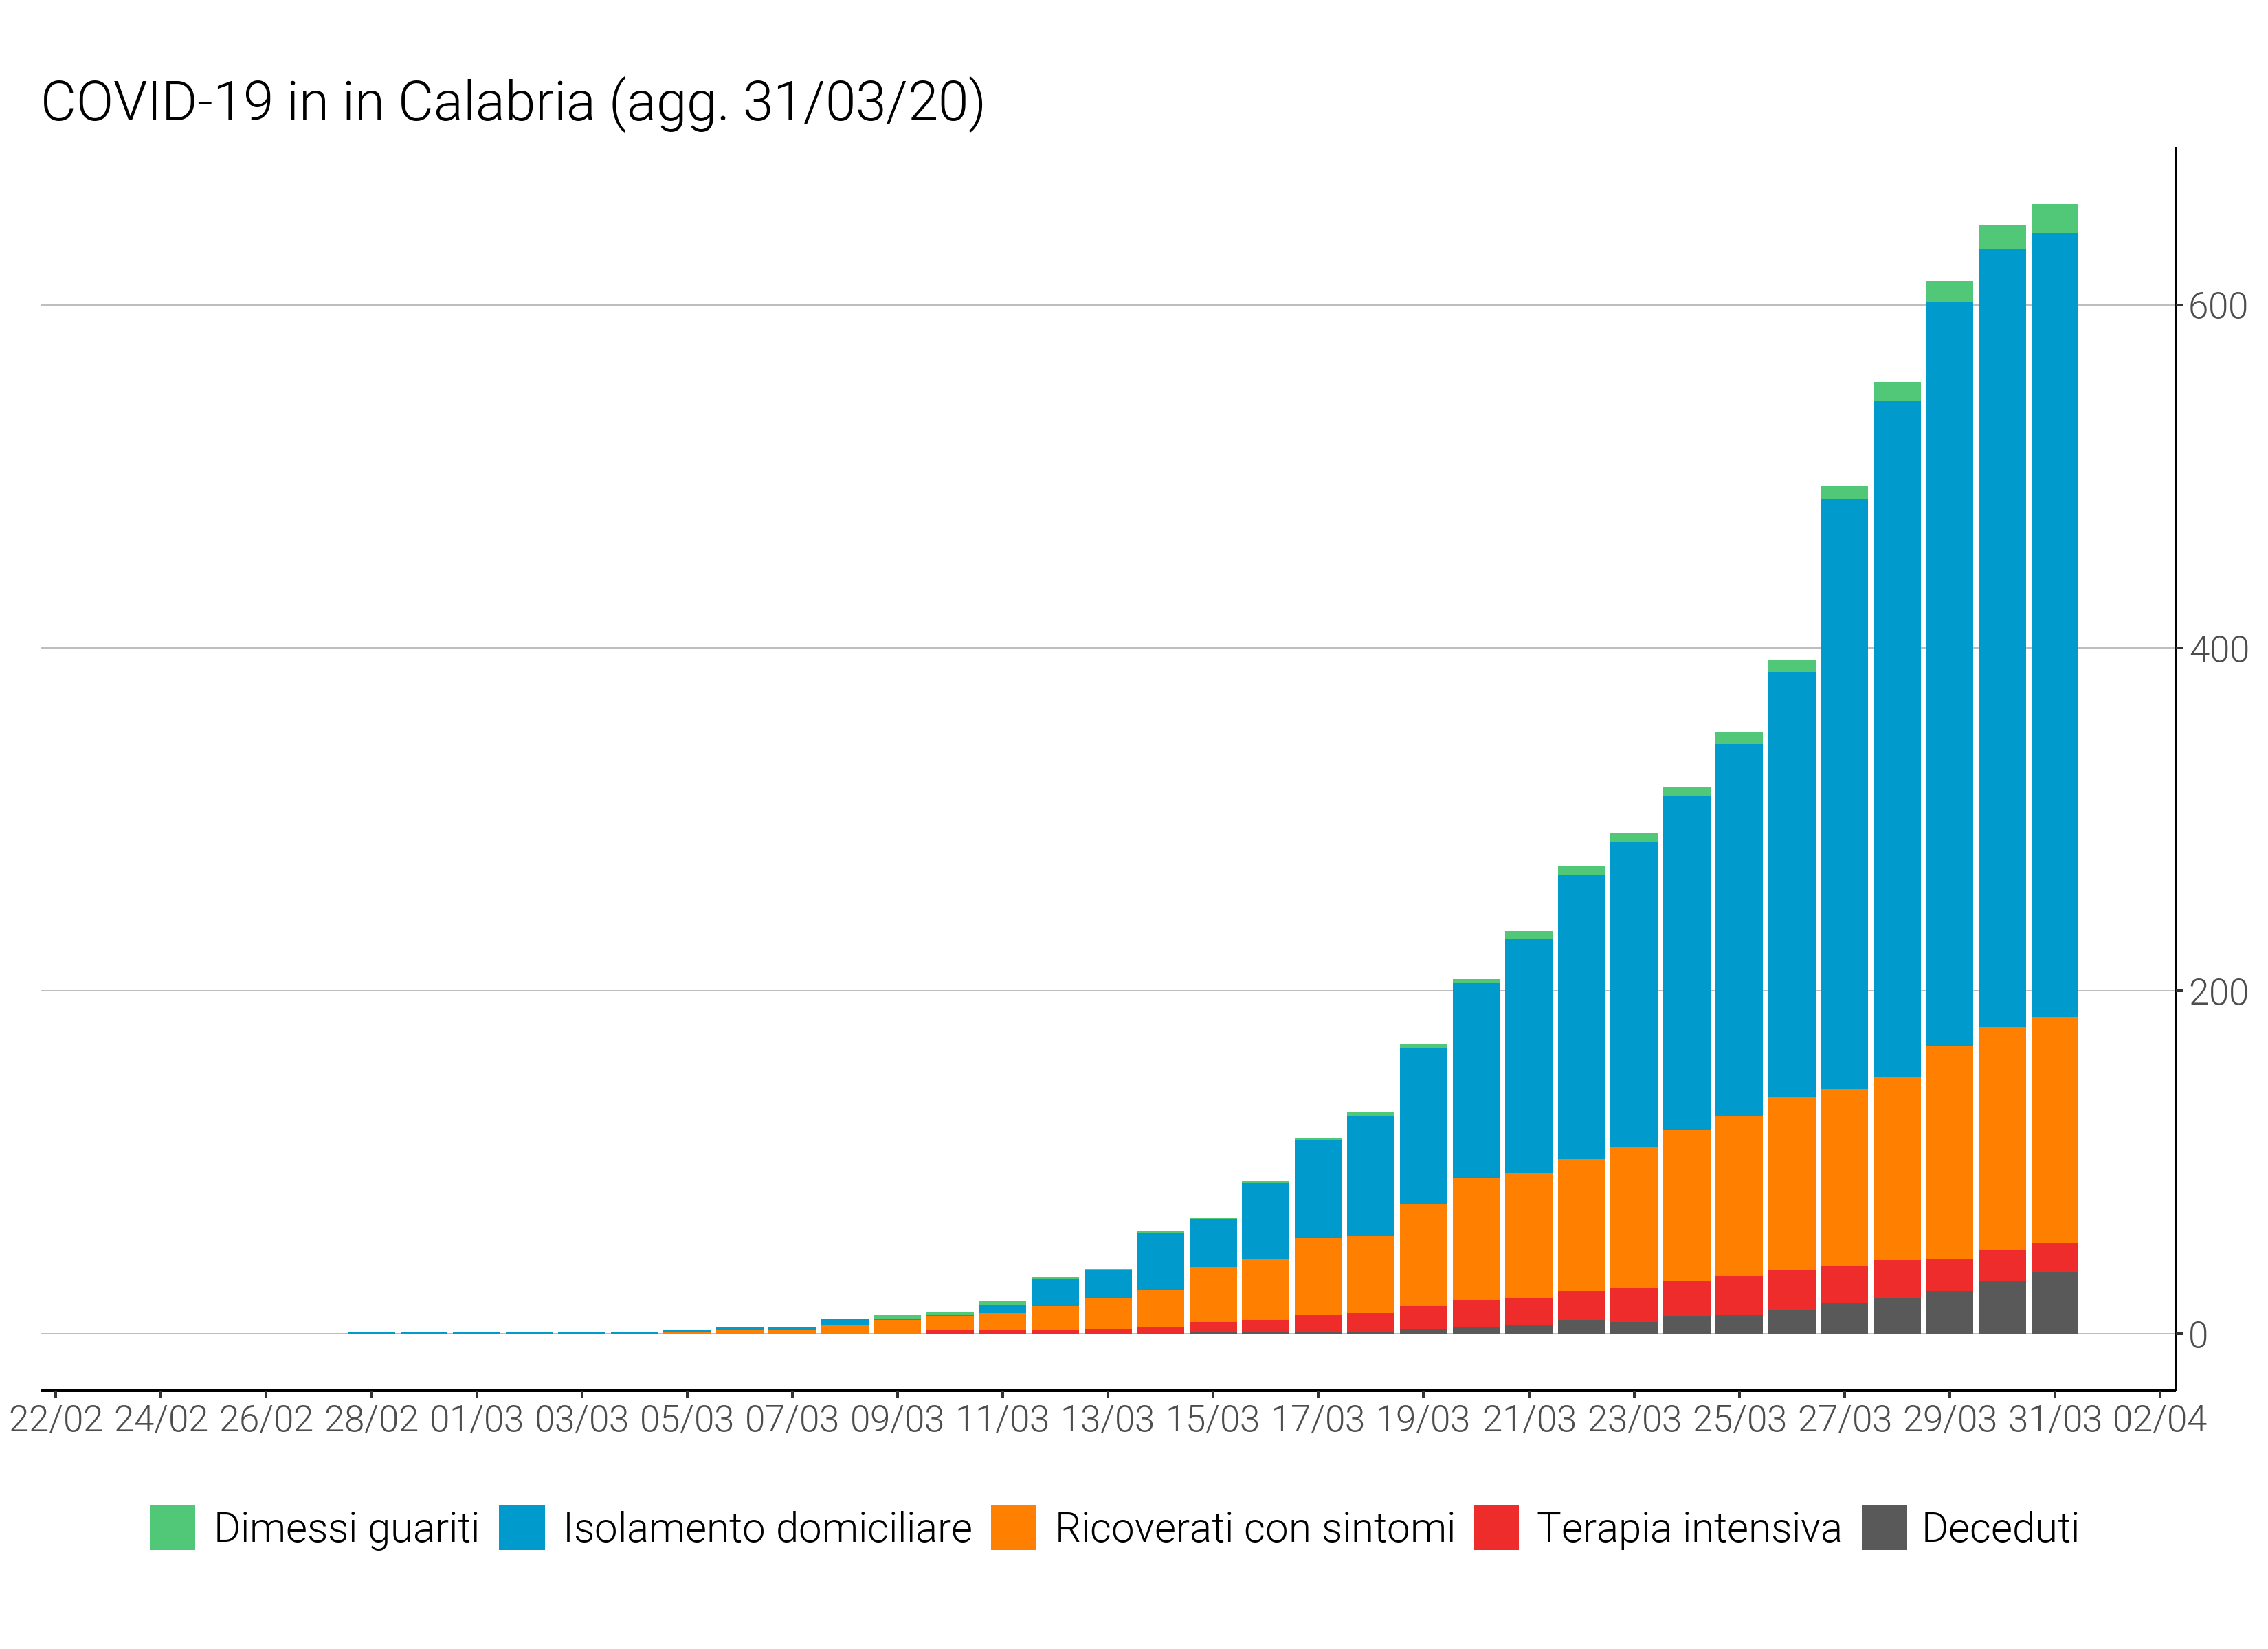 COVID-19 in in Calabria (agg. 31/03/20)
600
400
200
0
22/02 24/02 26/02 28/02 01/03 03/03 05/03 07/03 09/03 11/03 13/03 15/03 17/03 19/03 21/03 23/03 25/03 27/03 29/03 31/03 02/04
Dimessi guariti Isolamento domiciliare Ricoverati con sintomi Terapia intensiva Deceduti